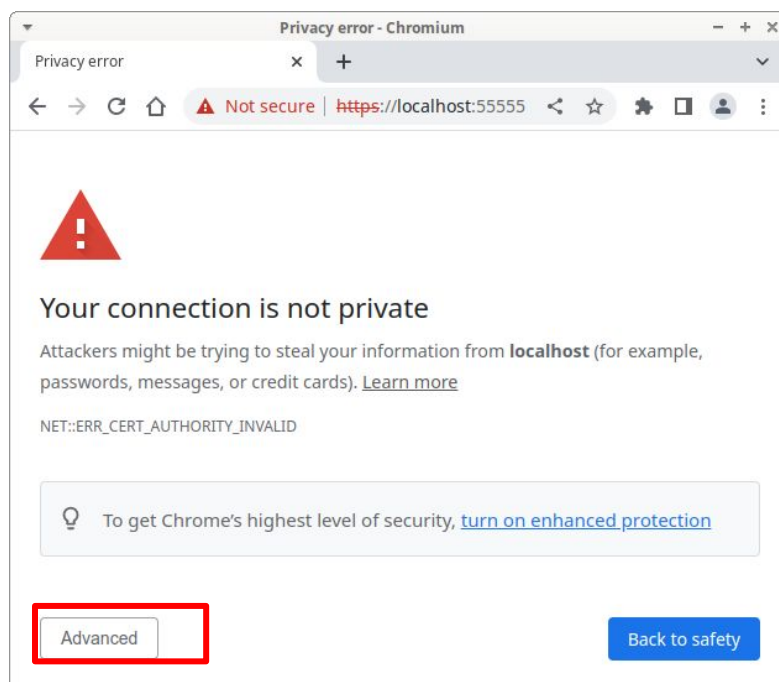 Privacy error - Chromium
Privacy error
Not secure | https://localhost:55555
Your connection is not private
Attackers might be trying to steal your information from localhost (for example,
passwords, messages, or credit cards). Learn more
NET::ERR_CERT_AUTHORITY_INVALID
To get Chrome's highest level of security, turn on enhanced protection
Advanced
Back to safety